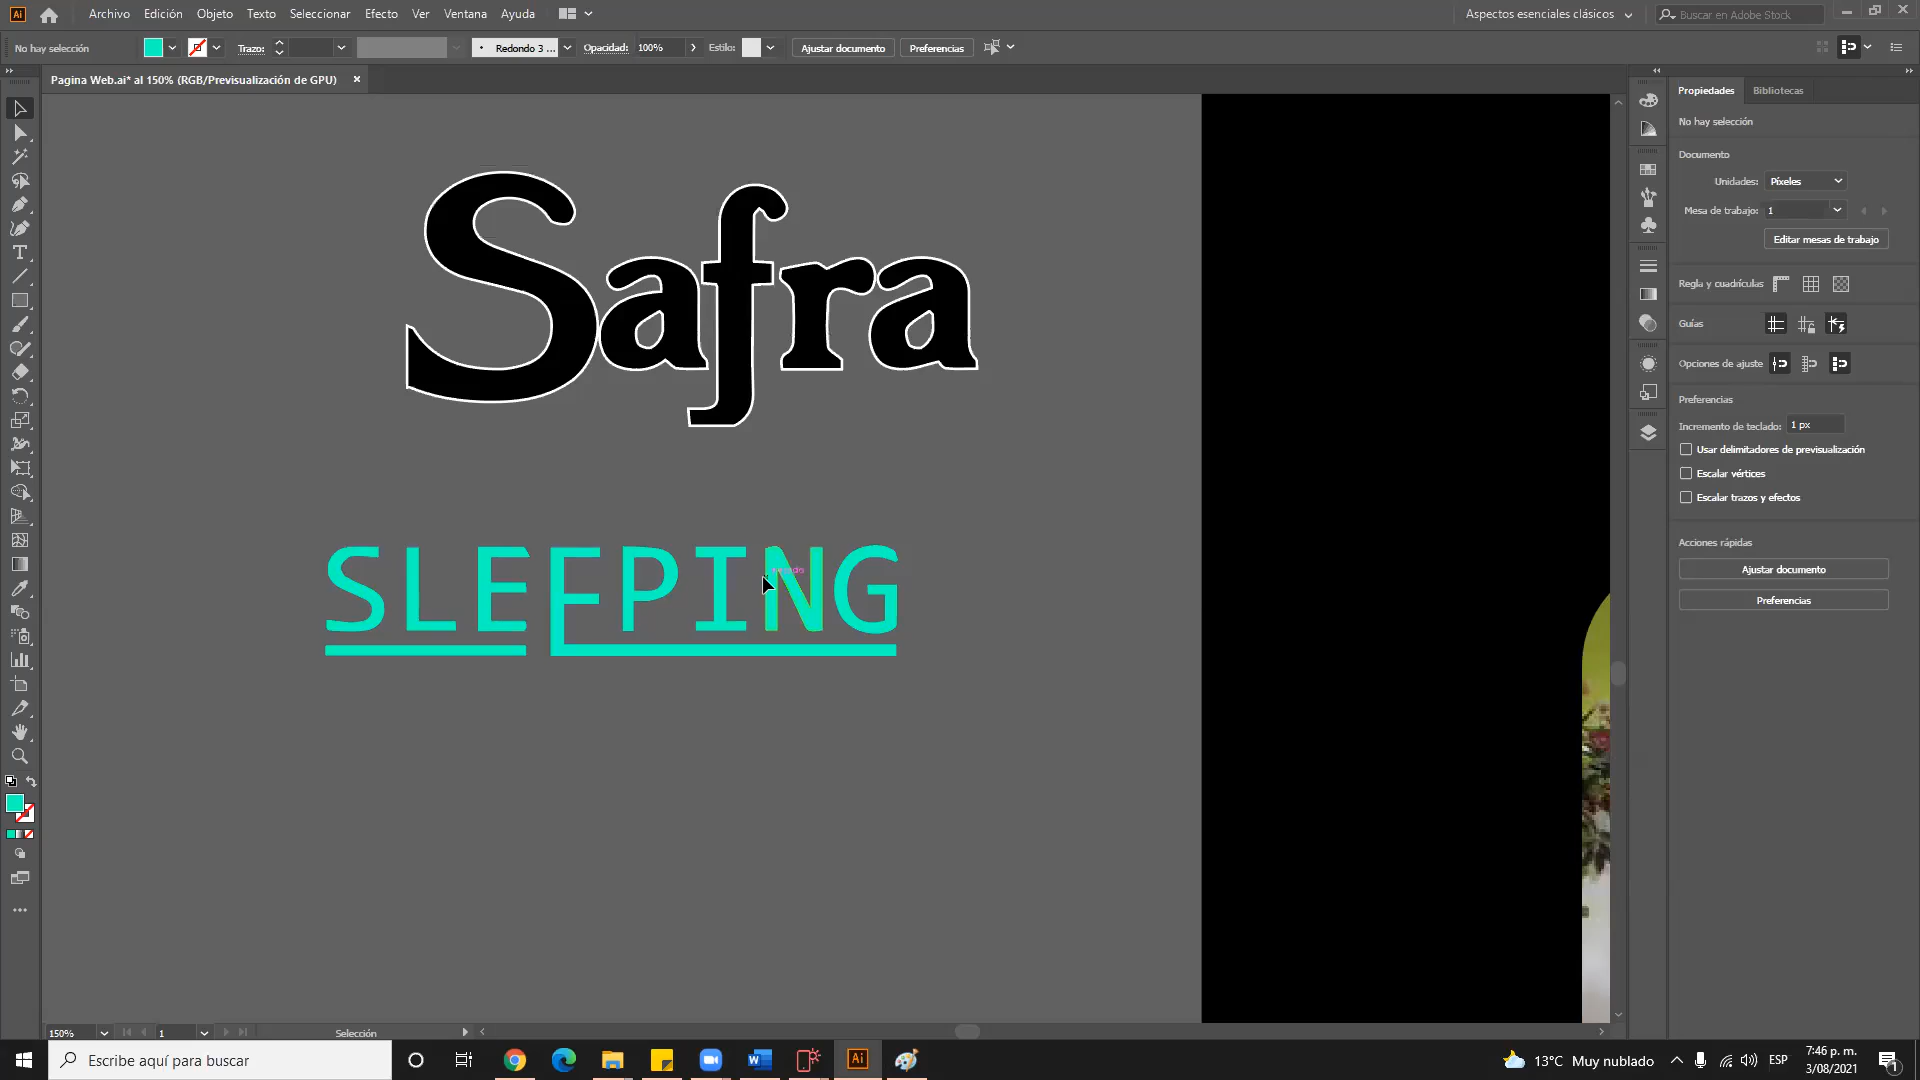 Archivo Edición Objeto Texto Seleccionar Efecto Ver Ventana Ayuda
Aspectos esenciales clásicos
Buscar en Adobe Stock
No hay selección
Trazo:
Redondo 3 ...
Opacidad: 100%
Estilo:
Ajustar documento
Preferencias
Pagina Web.ai* al 150% (RGB/Previsualización de GPU)
Propiedades
Bibliotecas
No hay selección
Documento
Unidades: Píxeles
Mesa de trabajo: 1
Editar mesas de trabajo
Regla y cuadrículas
Guías
Opciones de ajuste
Preferencias
Incremento de teclado: 1 px
Usar delimitadores de previsualización
Escalar vértices
Escalar trazos y efectos
Acciones rápidas
Ajustar documento
Preferencias
Safra
SLEEPING
150%
1
Selección
Escribe aquí para buscar
13°C Muy nublado
ESP
7:46 p. m.
3/08/2021
1